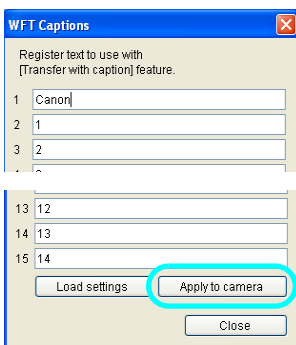 WFT Captions
Register text to use with
[Transfer with caption] feature.
1 Canon
2 1
3 2
13 12
14 13
15 14
Load settings Apply to camera
Close